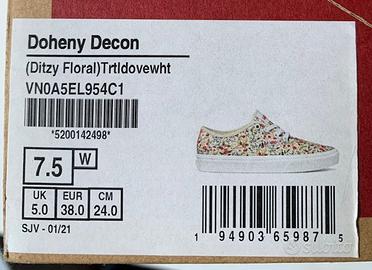 Doheny Decon
(Ditzy Floral)Trtldovewht
VN0A5EL954C1
*5200142498*
7.5 W
UK EUR CM
5.0 38.0 24.0
SJV - 01/21
1 94903 65987 5